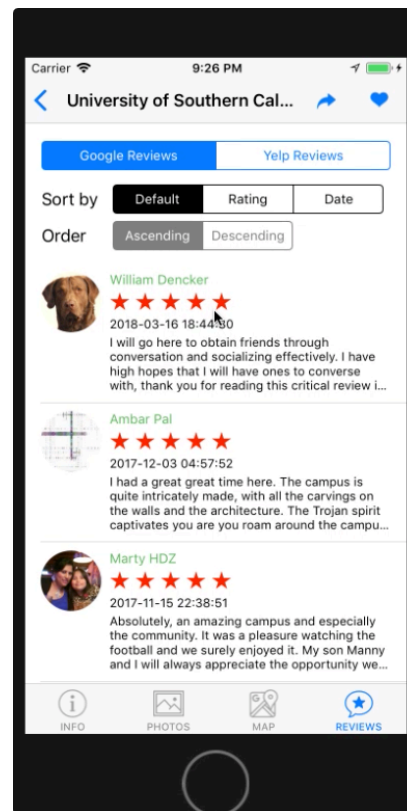 Carrier 9:26 PM
University of Southern Cal...
Google Reviews Yelp Reviews
Sort by Default Rating Date
Order Ascending Descending
William Dencker
2018-03-16 18:44:30
I will go here to obtain friends through
conversation and socializing effectively. I have
high hopes that I will have ones to converse
with, thank you for reading this critical review i...
Ambar Pal
2017-12-03 04:57:52
I had a great great time here. The campus is
quite intricately made, with all the carvings on
the walls and the architecture. The Trojan spirit
captivates you are you roam around the campu...
Marty HDZ
2017-11-15 22:38:51
Absolutely, an amazing campus and especially
the community. It was a pleasure watching the
football and we surely enjoyed it. My son Manny
and I will always appreciate the opportunity we...
INFO PHOTOS MAP REVIEWS